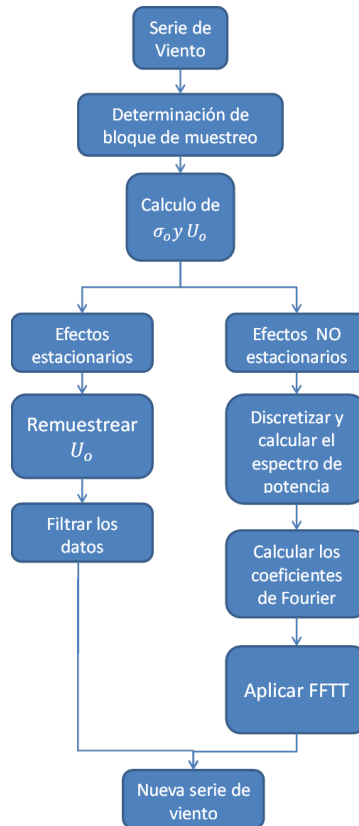 Serie de
Viento
Determinación de
bloque de muestreo
Calculo de
σₒ y Uₒ
Efectos
estacionarios
Efectos NO
estacionarios
Remuestrear
Uₒ
Discretizar y
calcular el
espectro de
potencia
Filtrar los
datos
Calcular los
coeficientes
de Fourier
Aplicar FFTT
Nueva serie de
viento